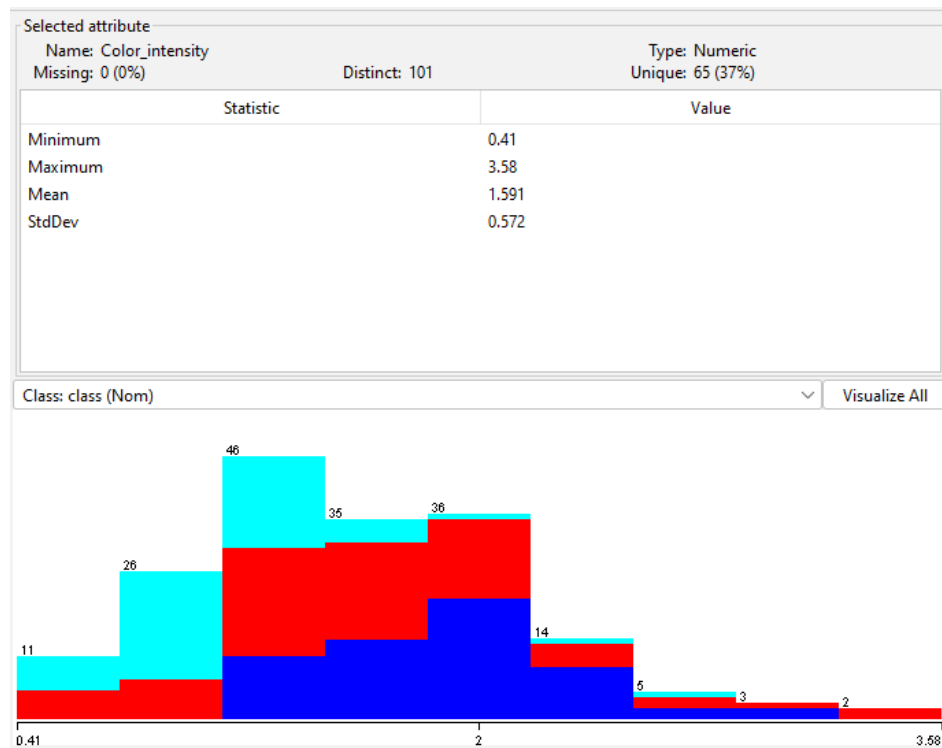 Selected attribute
Name: Color_intensity Type: Numeric
Missing: 0 (0%) Distinct: 101 Unique: 65 (37%)
Statistic Value
Minimum 0.41
Maximum 3.58
Mean 1.591
StdDev 0.572
Class: class (Nom) Visualize All
46
35 36
26
14
11
5
3
2
0.41 2 3.58